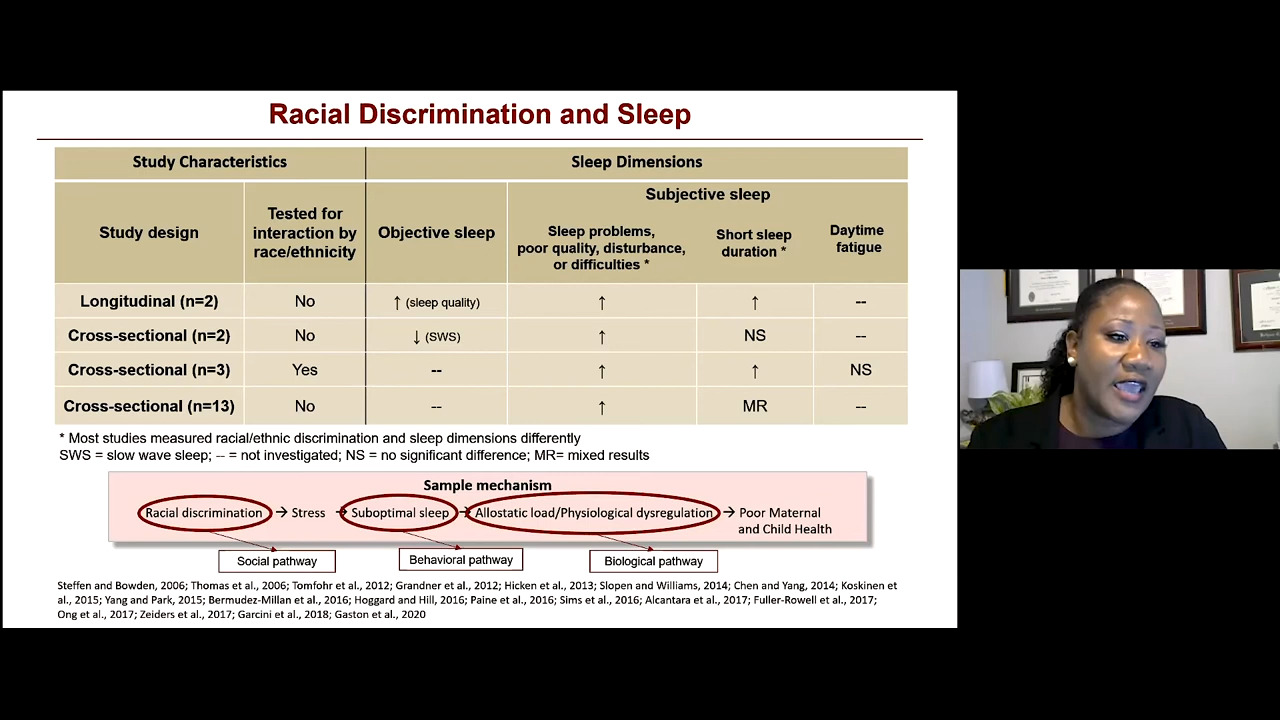 Racial Discrimination and Sleep
Study Characteristics
Sleep Dimensions
Study design
Tested for
interaction by
race/ethnicity
Objective sleep
Subjective sleep
Sleep problems,
poor quality, disturbance,
or difficulties *
Short sleep
duration *
Daytime
fatigue
Longitudinal (n=2) No ↑ (sleep quality) ↑ ↑ --
Cross-sectional (n=2) No ↓ (SWS) ↑ NS --
Cross-sectional (n=3) Yes -- ↑ ↑ NS
Cross-sectional (n=13) No -- ↑ MR --
* Most studies measured racial/ethnic discrimination and sleep dimensions differently
SWS = slow wave sleep; -- = not investigated; NS = no significant difference; MR= mixed results
Sample mechanism
Racial discrimination → Stress → Suboptimal sleep → Allostatic load/Physiological dysregulation → Poor Maternal
and Child Health
Social pathway
Behavioral pathway
Biological pathway
Steffen and Bowden, 2006; Thomas et al., 2006; Tomfohr et al., 2012; Grandner et al., 2012; Hicken et al., 2013; Slopen and Williams, 2014; Chen and Yang, 2014; Koskinen et
al., 2015; Yang and Park, 2015; Bermudez-Millan et al., 2016; Hoggard and Hill, 2016; Paine et al., 2016; Sims et al., 2016; Alcantara et al., 2017; Fuller-Rowell et al., 2017;
Ong et al., 2017; Zeiders et al., 2017; Garcini et al., 2018; Gaston et al., 2020